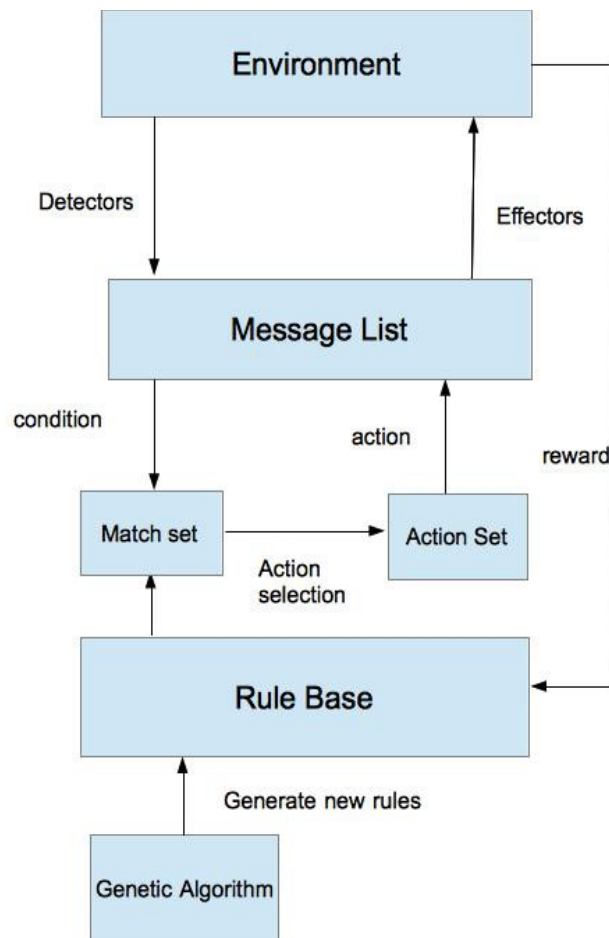 Environment
Detectors
Effectors
Message List
condition
action
reward
Match set
Action Set
Action
selection
Rule Base
Generate new rules
Genetic Algorithm